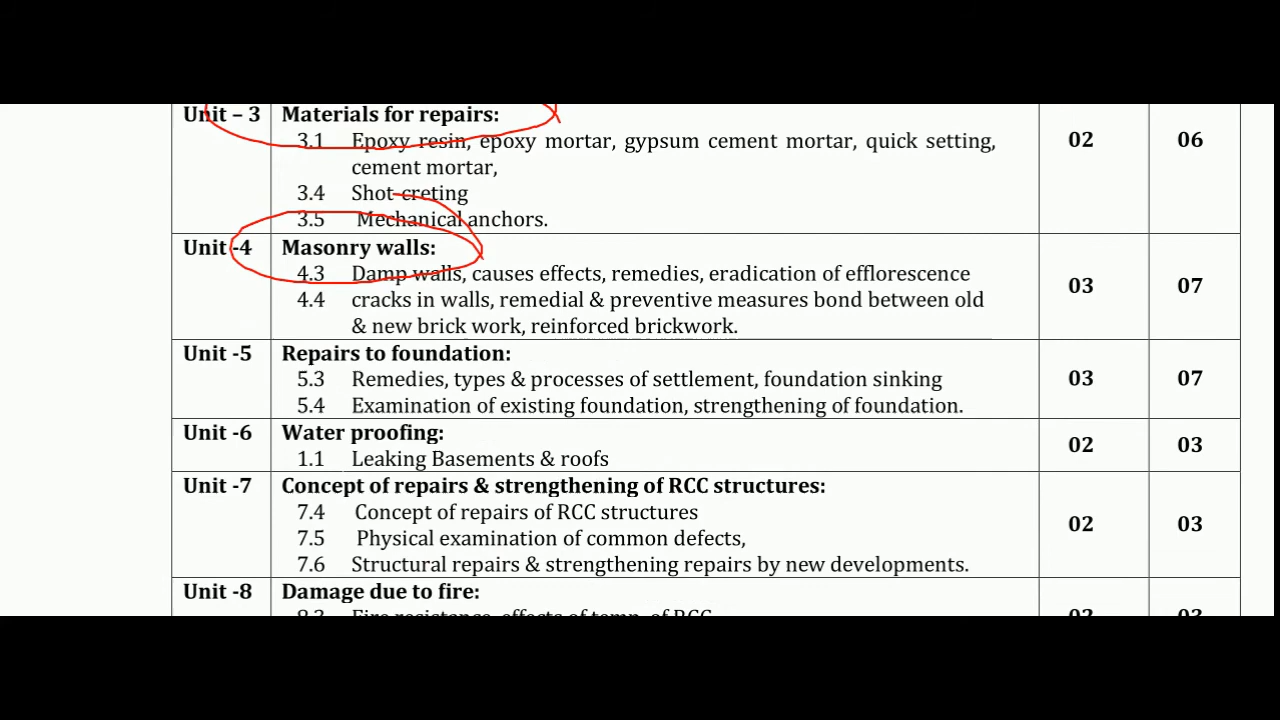 Unit – 3 Materials for repairs:
3.1 Epoxy resin, epoxy mortar, gypsum cement mortar, quick setting, 02 06
cement mortar,
3.4 Shot-creting
3.5 Mechanical anchors.
Unit -4 Masonry walls:
4.3 Damp walls, causes effects, remedies, eradication of efflorescence 03 07
4.4 cracks in walls, remedial & preventive measures bond between old
& new brick work, reinforced brickwork.
Unit -5 Repairs to foundation:
5.3 Remedies, types & processes of settlement, foundation sinking 03 07
5.4 Examination of existing foundation, strengthening of foundation.
Unit -6 Water proofing: 02 03
1.1 Leaking Basements & roofs
Unit -7 Concept of repairs & strengthening of RCC structures:
7.4 Concept of repairs of RCC structures 02 03
7.5 Physical examination of common defects,
7.6 Structural repairs & strengthening repairs by new developments.
Unit -8 Damage due to fire: